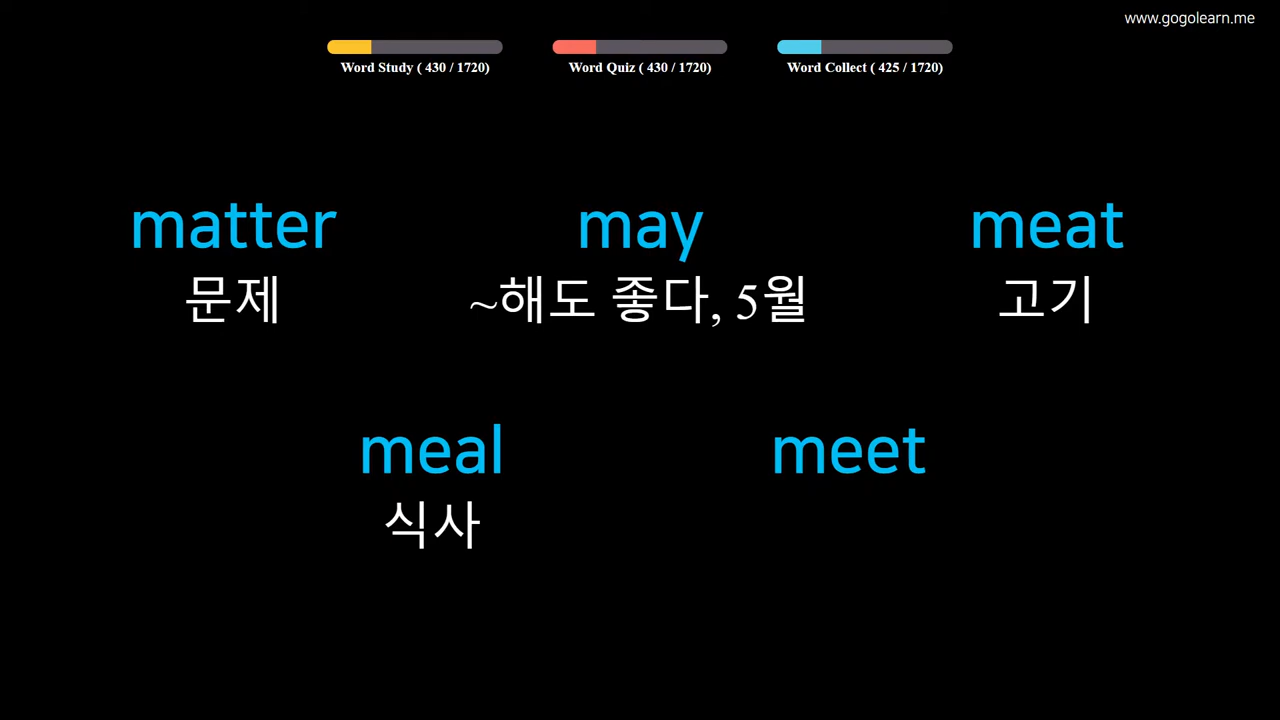 www.gogolearn.me
Word Study ( 430 / 1720)
Word Quiz ( 430 / 1720)
Word Collect ( 425 / 1720)
matter
문제
may
~해도 좋다, 5월
meat
고기
meal
식사
meet